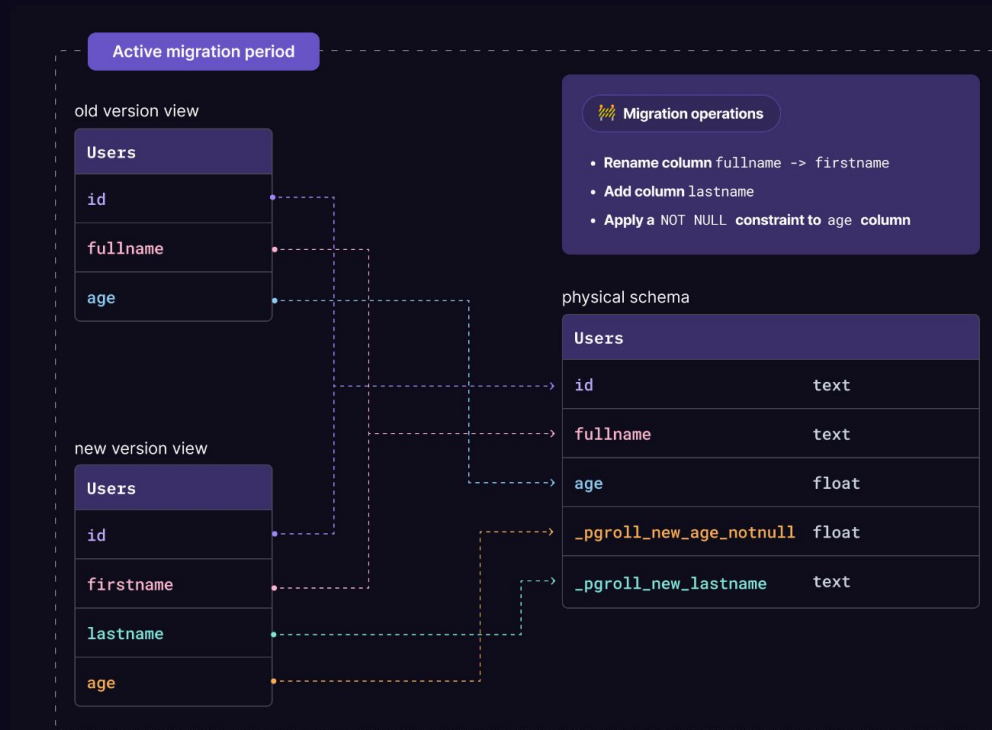 Active migration period
old version view
Users
id
fullname
age
Migration operations
• Rename column fullname -> firstname
• Add column lastname
• Apply a NOT NULL constraint to age column
physical schema
Users
id text
fullname text
age float
_pgroll_new_age_notnull float
_pgroll_new_lastname text
new version view
Users
id
firstname
lastname
age